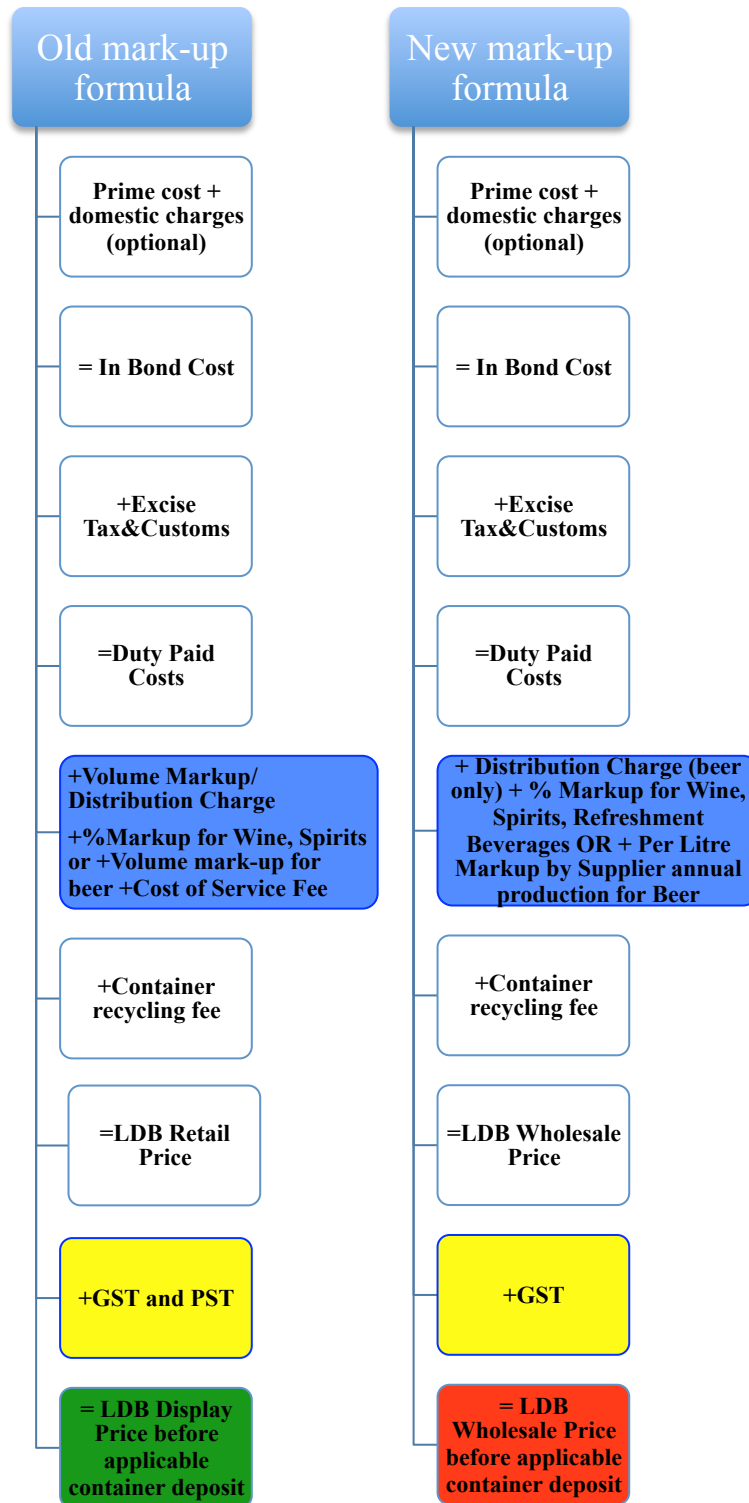 Old mark-up
formula
Prime cost +
domestic charges
(optional)
= In Bond Cost
+Excise
Tax&Customs
=Duty Paid
Costs
+Volume Markup/
Distribution Charge
+%Markup for Wine, Spirits
or +Volume mark-up for
beer +Cost of Service Fee
+Container
recycling fee
=LDB Retail
Price
+GST and PST
= LDB Display
Price before
applicable
container deposit
New mark-up
formula
Prime cost +
domestic charges
(optional)
= In Bond Cost
+Excise
Tax&Customs
=Duty Paid
Costs
+ Distribution Charge (beer
only) + % Markup for Wine,
Spirits, Refreshment
Beverages OR + Per Litre
Markup by Supplier annual
production for Beer
+Container
recycling fee
=LDB Wholesale
Price
+GST
= LDB
Wholesale Price
before applicable
container deposit